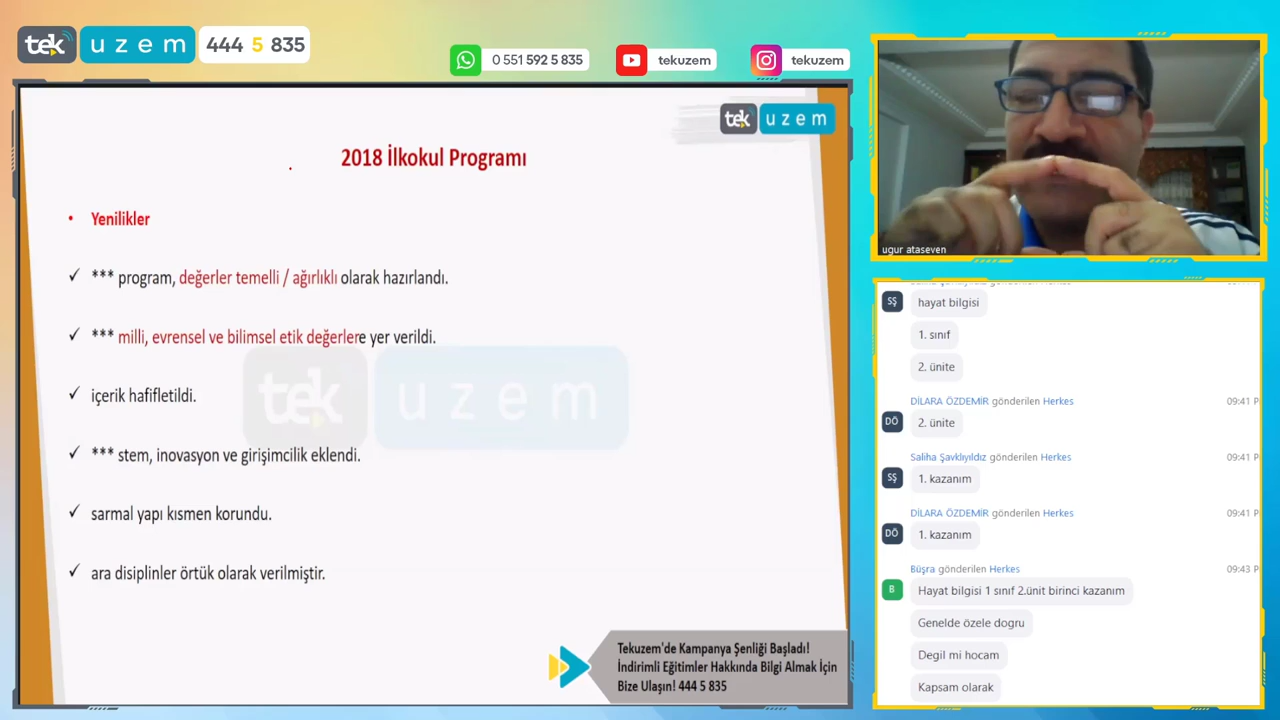 tek uzem 444 5 835
0 551 592 5 835
tekuzem
tekuzem
tek uzem
2018 İlkokul Programı
• Yenilikler
✓ *** program, değerler temelli / ağırlıklı olarak hazırlandı.
✓ *** milli, evrensel ve bilimsel etik değerlere yer verildi.
✓ içerik hafifletildi.
✓ *** stem, inovasyon ve girişimcilik eklendi.
✓ sarmal yapı kısmen korundu.
✓ ara disiplinler örtük olarak verilmiştir.
tek uzem
Tekuzem'de Kampanya Şenliği Başladı!
İndirimli Eğitimler Hakkında Bilgi Almak İçin
Bize Ulaşın! 444 5 835
ugur ataseven
SŞ
hayat bilgisi
1. sınıf
2. ünite
DİLARA ÖZDEMİR gönderilen Herkes 09:41 P
DÖ
2. ünite
Saliha Şavklıyıldız gönderilen Herkes 09:41 P
SŞ
1. kazanım
DİLARA ÖZDEMİR gönderilen Herkes 09:41 P
DÖ
1. kazanım
Büşra gönderilen Herkes 09:43 P
B
Hayat bilgisi 1 sınıf 2.ünit birinci kazanım
Genelde özele dogru
Degil mi hocam
Kapsam olarak